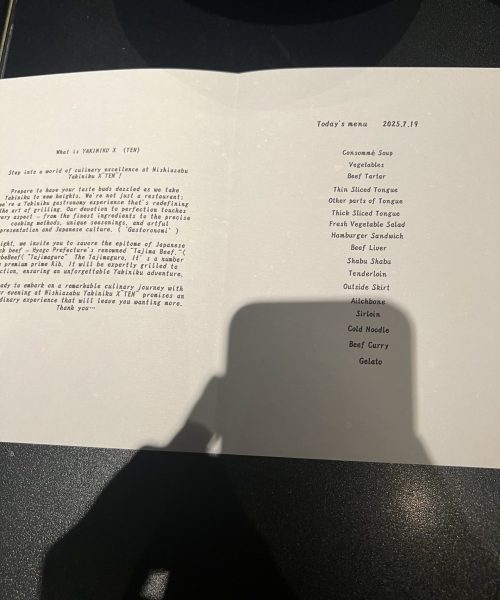 What is YAKINIKU X (TEN)
Step into a world of culinary excellence at Nishiazabu
Yakiniku X"TEN"!
Prepare to have your taste buds dazzled as we take
Yakiniku to new heights. We're not just a restaurant;
we're a Yakiniku gastronomy experience that's redefining
the art of grilling. Our devotion to perfection touches
very aspect — from the finest ingredients to the precise
cooking methods, unique seasonings, and artful
presentation and Japanese culture. ( 'Gastoronomi' )
ight, we invite you to savore the epitome of Japanese
ck beef — Hyogo Prefecture's renowned "Tajima Beef."(
obeBeef( "Tajimaguro" The Tajimaguro, it's a number
premium prime Rib, it will be expertly grilled to
ction, ensuring an unforgettable Yakiniku adventure.
ady to embark on a remarkable culinary journey with
r evening at Nishiazabu Yakiniku X"TEN" promises an
dinary experience that will leave you wanting more.
Thank you…
Today's menu 2025.7.19
Consommé Soup
Vegetables
Beef Tartar
Thin Sliced Tongue
Other parts of Tongue
Thick Sliced Tongue
Fresh Vegetable Salad
Hamburger Sandwich
Beef Liver
Shabu Shabu
Tenderloin
Outside Skirt
Aitchbone
Sirloin
Cold Noodle
Beef Curry
Gelato